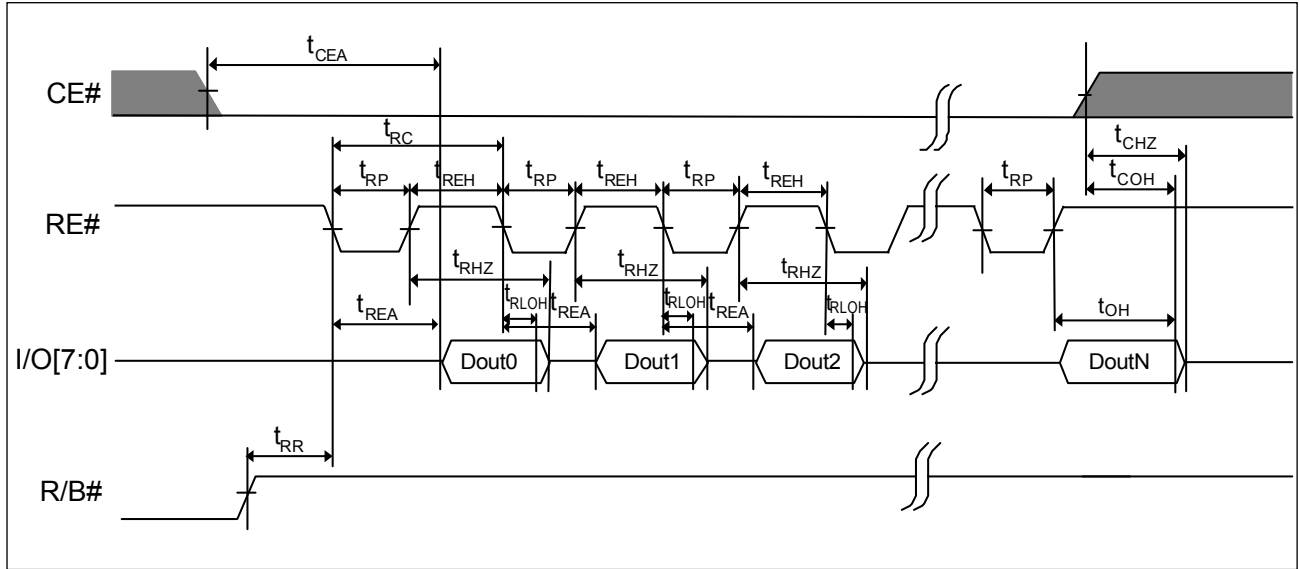 tCEA
CE#
tRC
tCHZ
tRP tREH tRP tREH tRP tREH tRP tCOH
RE#
tRHZ tRHZ tRHZ
tREA tRLOH tREA tRLOH tREA tRLOH tOH
I/O[7:0] Dout0 Dout1 Dout2 DoutN
tRR
R/B#